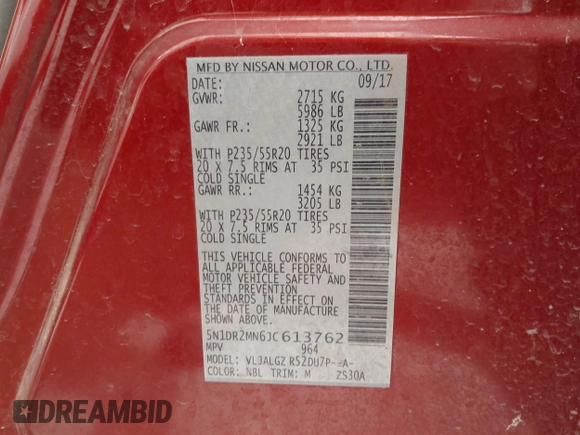 MFD BY NISSAN MOTOR CO., LTD.
DATE: 09/17
GVWR: 2715 KG
5986 LB
GAWR FR.: 1325 KG
2921 LB
WITH P235/55R20 TIRES
20 X 7.5 RIMS AT 35 PSI
COLD SINGLE
GAWR RR.: 1454 KG
3205 LB
WITH P235/55R20 TIRES
20 X 7.5 RIMS AT 35 PSI
COLD SINGLE
THIS VEHICLE CONFORMS TO
ALL APPLICABLE FEDERAL
MOTOR VEHICLE SAFETY AND
THEFT PREVENTION
STANDARDS IN EFFECT ON
THE DATE OF MANUFACTURE
SHOWN ABOVE.
5N1DR2MN6JC613762
MPV 964
MODEL: VLJALGZ
COLOR: NBL TRIM: M ZS30A
DREAMBID